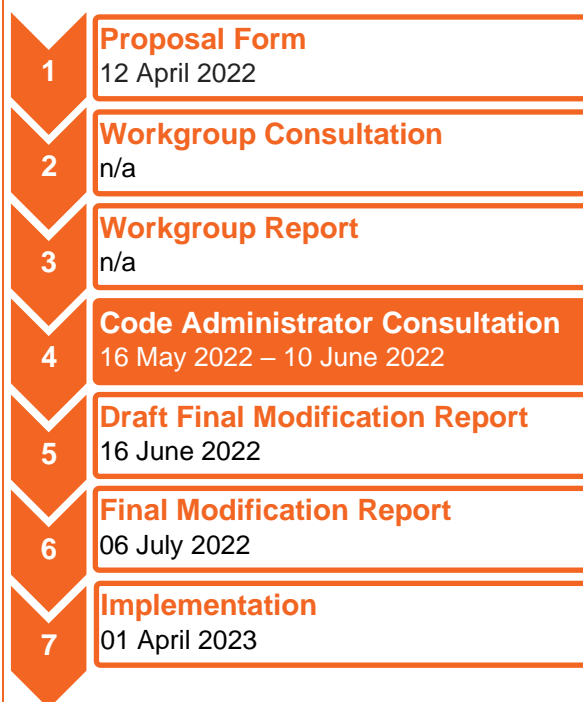 1
Proposal Form
12 April 2022
2
Workgroup Consultation
n/a
3
Workgroup Report
n/a
4
Code Administrator Consultation
16 May 2022 – 10 June 2022
5
Draft Final Modification Report
16 June 2022
6
Final Modification Report
06 July 2022
7
Implementation
01 April 2023